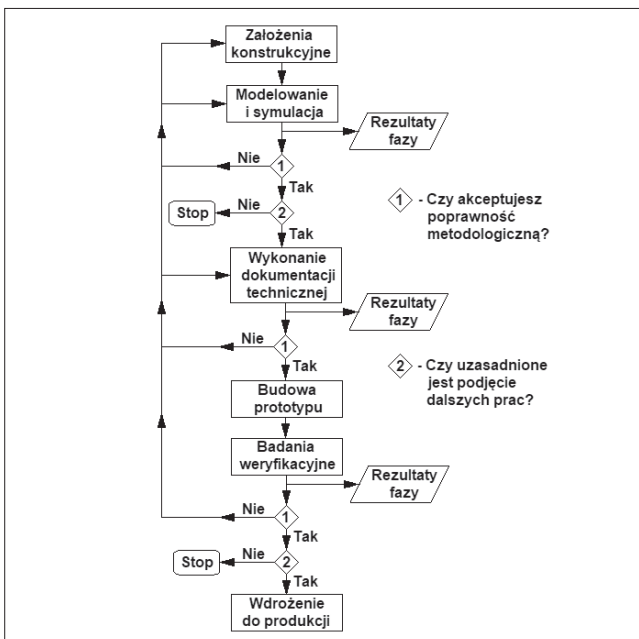 Założenia
konstrukcyjne
Modelowanie
i symulacja
Rezultaty
fazy
Nie
1
Tak
Stop
Nie
2
Tak
1
- Czy akceptujesz
poprawność
metodologiczną?
Wykonanie
dokumentacji
technicznej
Rezultaty
fazy
Nie
1
Tak
2
- Czy uzasadnione
jest podjęcie
dalszych prac?
Budowa
prototypu
Badania
weryfikacyjne
Rezultaty
fazy
Nie
1
Tak
Stop
Nie
2
Tak
Wdrożenie
do produkcji